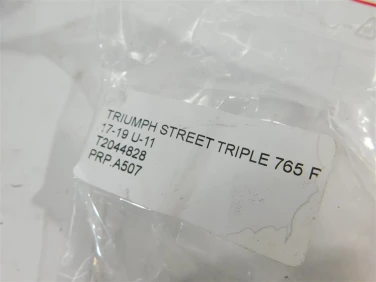 TRIUMPH STREET TRIPLE 765 R
17-19 U-11
T2044828
PRP.A507